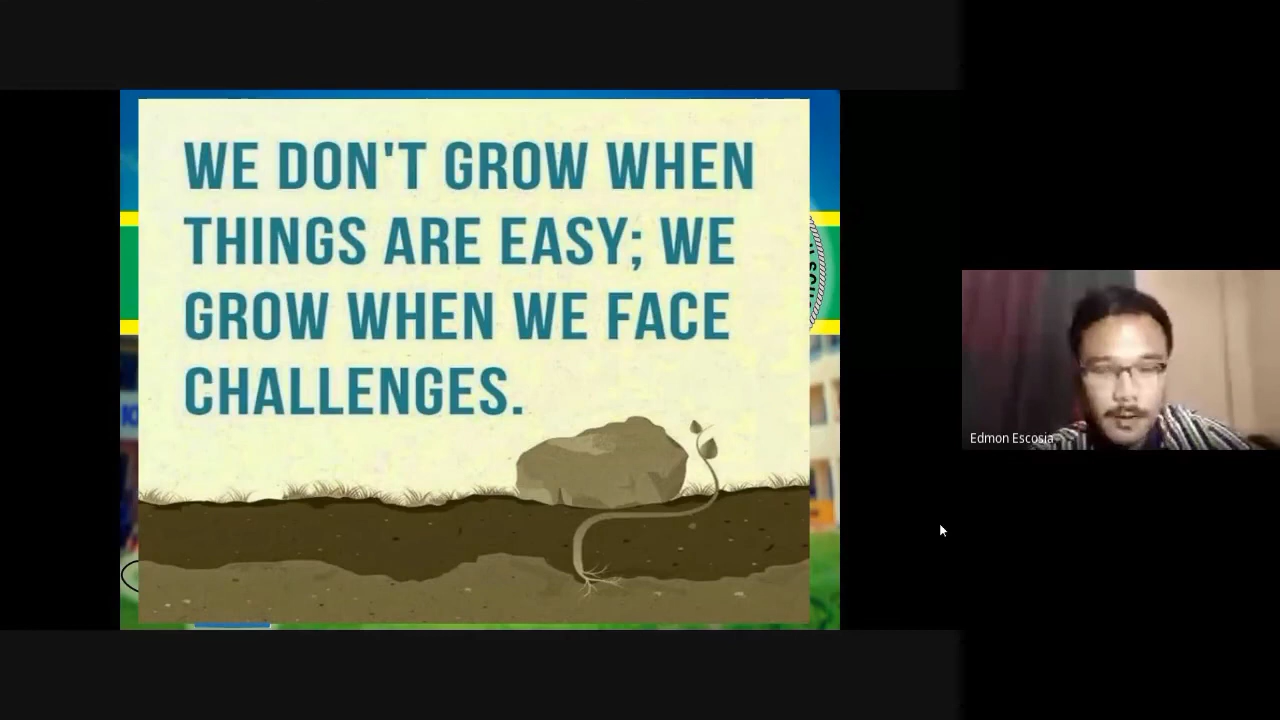 WE DON'T GROW WHEN
THINGS ARE EASY; WE
GROW WHEN WE FACE
CHALLENGES.
Edmon Escosia